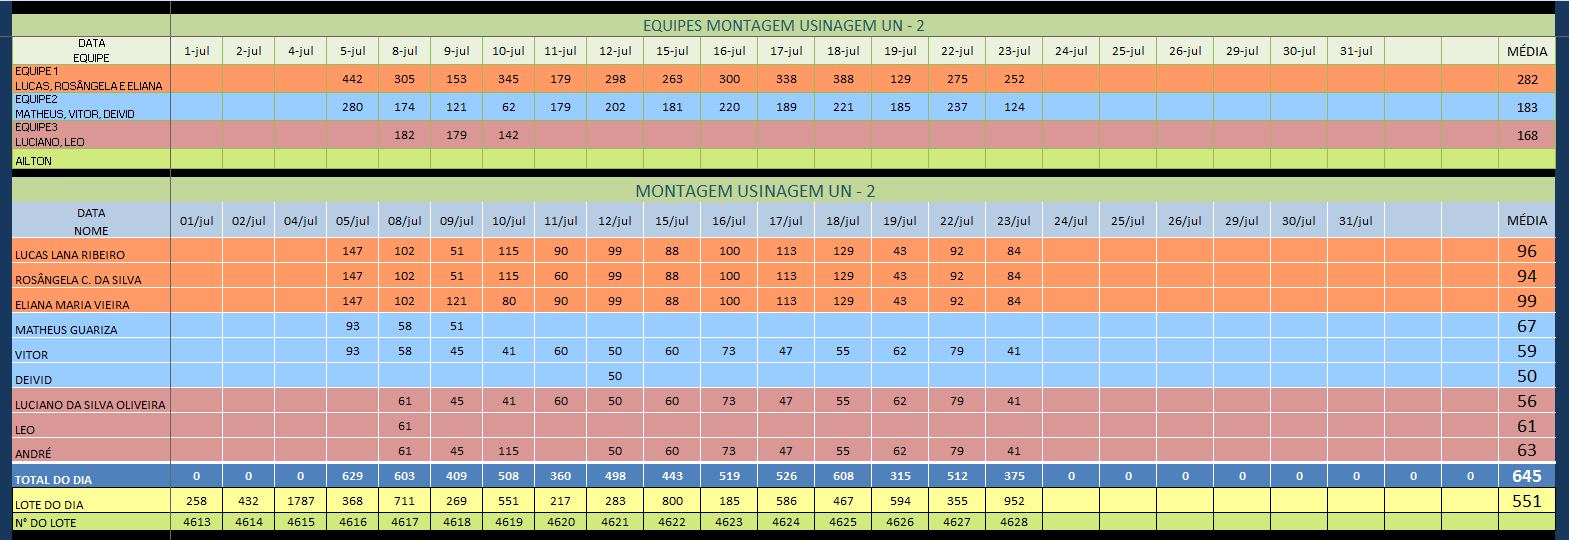 EQUIPES MONTAGEM USINAGEM UN - 2
DATA
EQUIPE 1-jul 2-jul 4-jul 5-jul 8-jul 9-jul 10-jul 11-jul 12-jul 15-jul 16-jul 17-jul 18-jul 19-jul 22-jul 23-jul 24-jul 25-jul 26-jul 29-jul 30-jul 31-jul MÉDIA
EQUIPE 1
LUCAS, ROSÂNGELA E ELIANA 442 305 153 345 179 298 263 300 338 388 129 275 252 282
EQUIPE2
MATHEUS, VITOR, DEIVID 280 174 121 62 179 202 181 220 189 221 185 237 124 183
EQUIPE3
LUCIANO, LEO 182 179 142 168
AILTON
MONTAGEM USINAGEM UN - 2
DATA
NOME 01/jul 02/jul 04/jul 05/jul 08/jul 09/jul 10/jul 11/jul 12/jul 15/jul 16/jul 17/jul 18/jul 19/jul 22/jul 23/jul 24/jul 25/jul 26/jul 29/jul 30/jul 31/jul MÉDIA
LUCAS LANA RIBEIRO 147 102 51 115 90 99 88 100 113 129 43 92 84 96
ROSÂNGELA C. DA SILVA 147 102 51 115 60 99 88 100 113 129 43 92 84 94
ELIANA MARIA VIEIRA 147 102 121 80 90 99 88 100 113 129 43 92 84 99
MATHEUS GUARIZA 93 58 51 67
VITOR 93 58 45 41 60 50 60 73 47 55 62 79 41 59
DEIVID 50 50
LUCIANO DA SILVA OLIVEIRA 61 45 41 60 50 60 73 47 55 62 79 41 56
LEO 61 61
ANDRÉ 61 45 115 50 60 73 47 55 62 79 41 63
TOTAL DO DIA 0 0 0 629 603 409 508 360 498 443 519 526 608 315 512 375 0 0 0 0 0 0 0 0 645
LOTE DO DIA 258 432 1787 368 711 269 551 217 283 800 185 586 467 594 355 952 551
N° DO LOTE 4613 4614 4615 4616 4617 4618 4619 4620 4621 4622 4623 4624 4625 4626 4627 4628